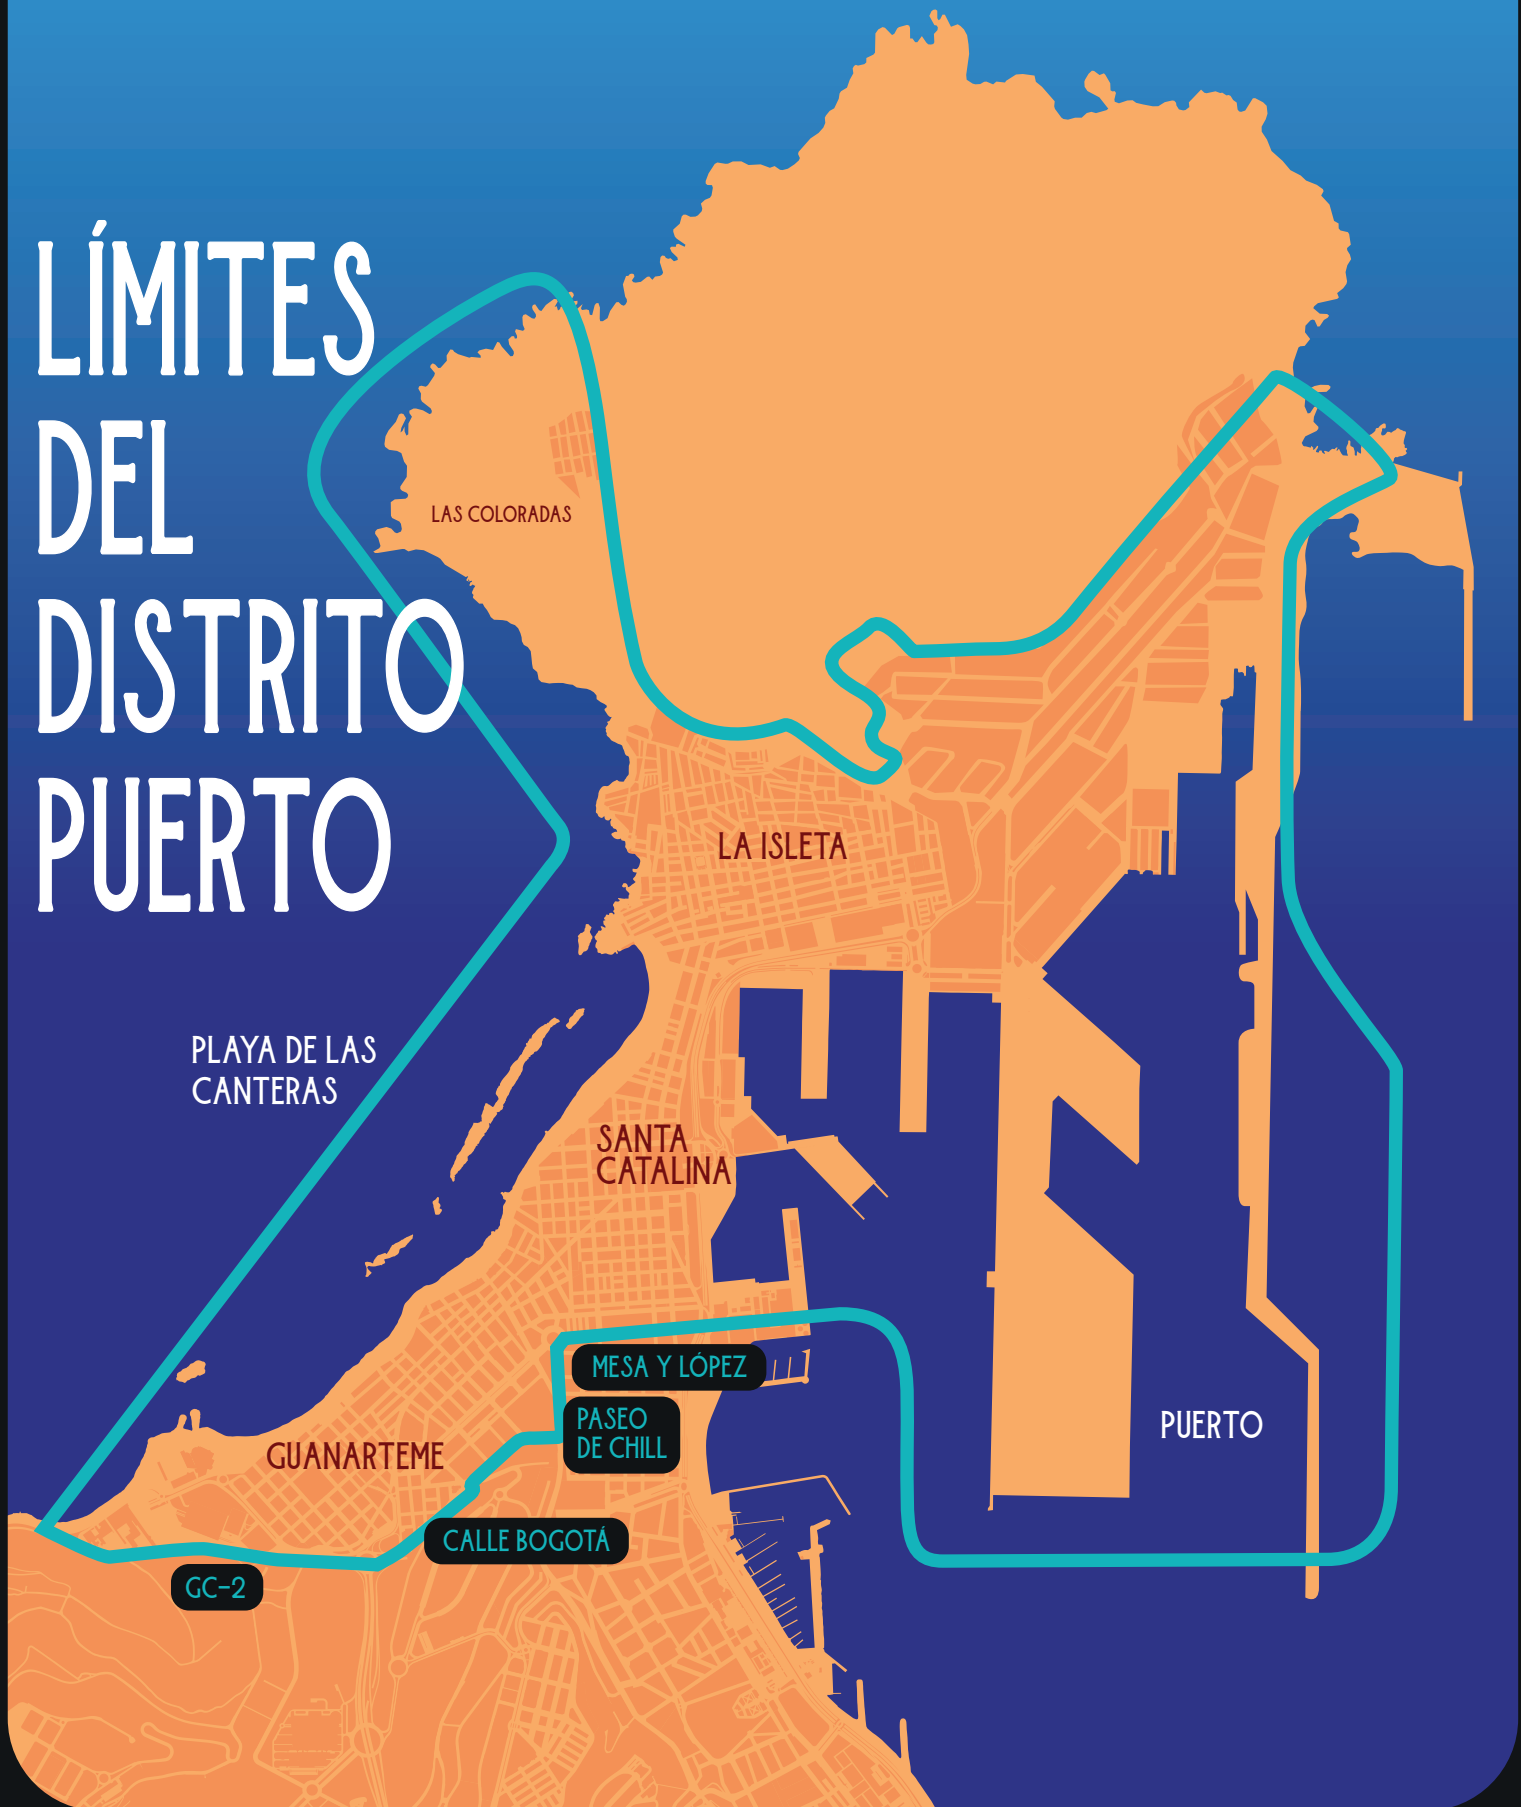 LÍMITES
DEL
DISTRITO
PUERTO
LAS COLORADAS
LA ISLETA
PLAYA DE LAS
CANTERAS
SANTA
CATALINA
MESA Y LÓPEZ
PASEO
DE CHILL
PUERTO
GUANARTEME
CALLE BOGOTÁ
GC-2